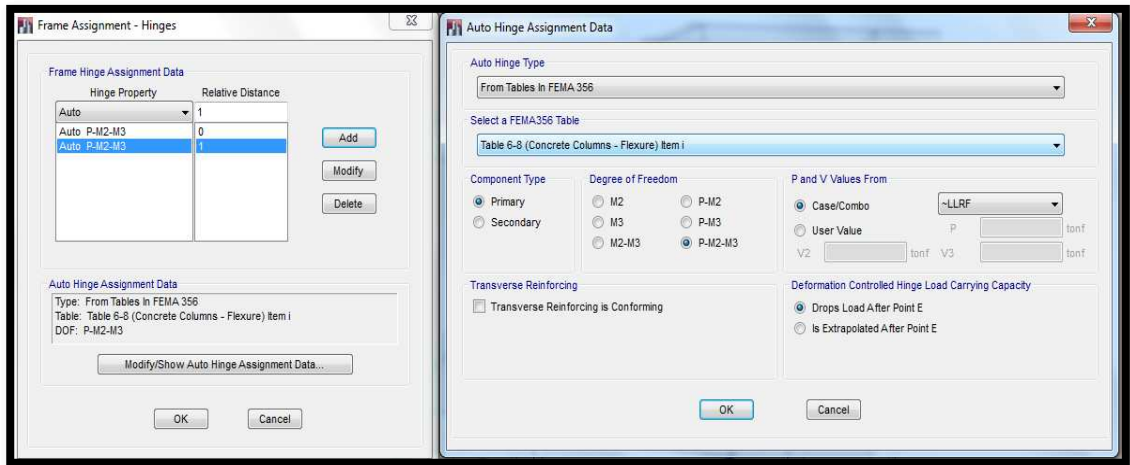 Frame Assignment - Hinges
Frame Hinge Assignment Data
Hinge Property Relative Distance
Auto 1
Auto P-M2-M3 0
Auto P-M2-M3 1
Add
Modify
Delete
Auto Hinge Assignment Data
Type: From Tables In FEMA 356
Table: Table 6-8 (Concrete Columns - Flexure) Item i
DOF: P-M2-M3
Modify/Show Auto Hinge Assignment Data...
OK Cancel
Auto Hinge Assignment Data
Auto Hinge Type
From Tables In FEMA 356
Select a FEMA356 Table
Table 6-8 (Concrete Columns - Flexure) Item i
Component Type
Primary
Secondary
Degree of Freedom
M2 P-M2
M3 P-M3
M2-M3 P-M2-M3
P and V Values From
Case/Combo ~LLRF
User Value P tonf
V2 tonf V3 tonf
Transverse Reinforcing
Transverse Reinforcing is Conforming
Deformation Controlled Hinge Load Carrying Capacity
Drops Load After Point E
Is Extrapolated After Point E
OK Cancel